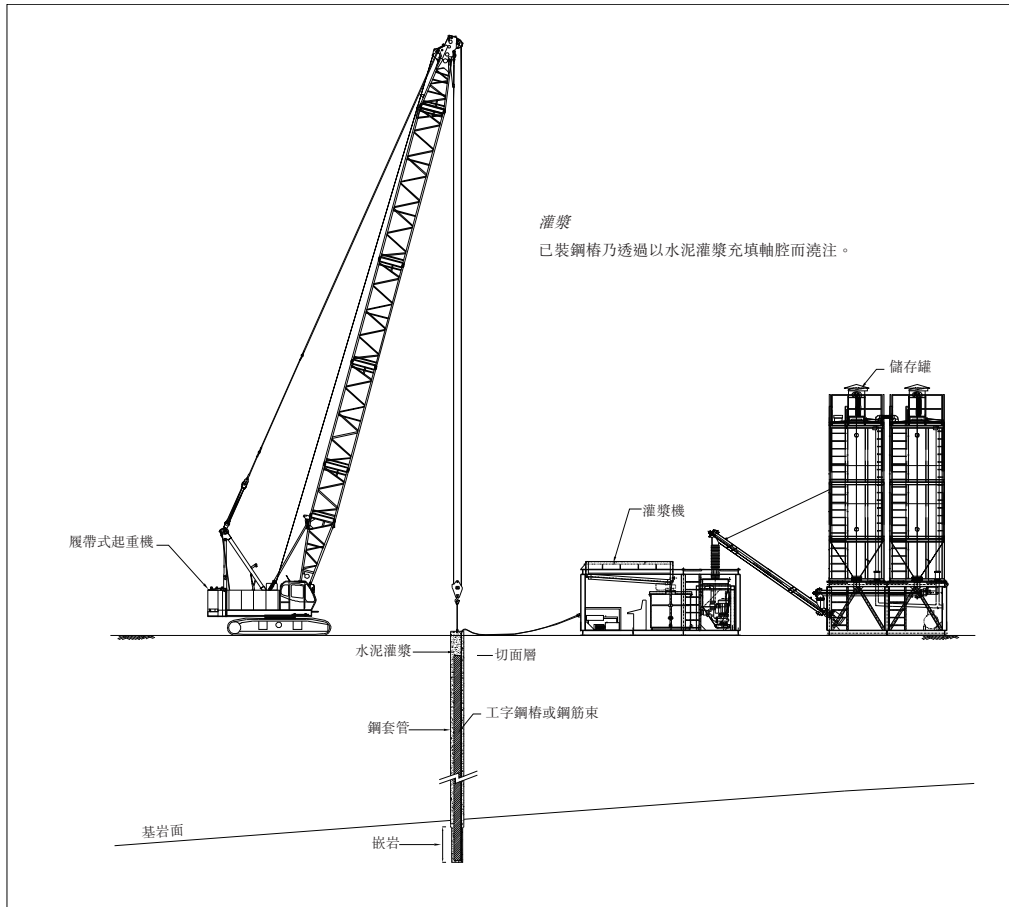 灌漿
已裝鋼樁乃透過以水泥灌漿充填軸腔而澆注。
儲存罐
灌漿機
履帶式起重機
水泥灌漿
切面層
工字鋼樁或鋼筋束
鋼套管
基岩面
嵌岩